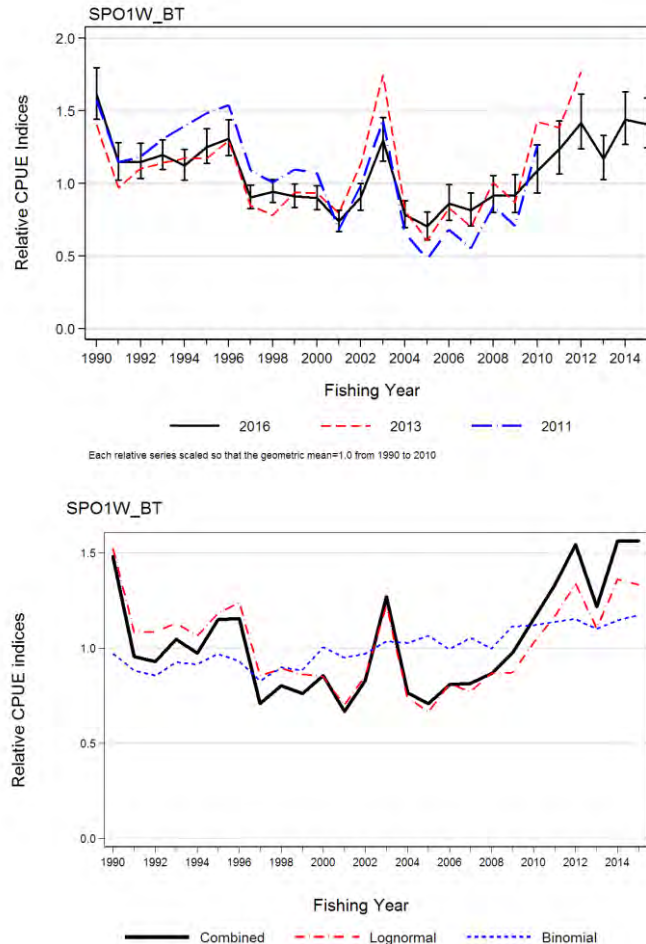 SPO1W_BT
2.0
1.5
1.0
0.5
0.0
Relative CPUE Indices
1990 1992 1994 1996 1998 2000 2002 2004 2006 2008 2010 2012 2014
Fishing Year
2016 2013 2011
Each relative series scaled so that the geometric mean=1.0 from 1990 to 2010
SPO1W_BT
1.5
1.0
0.5
0.0
Relative CPUE indices
1990 1992 1994 1996 1998 2000 2002 2004 2006 2008 2010 2012 2014
Fishing Year
Combined Lognormal Binomial